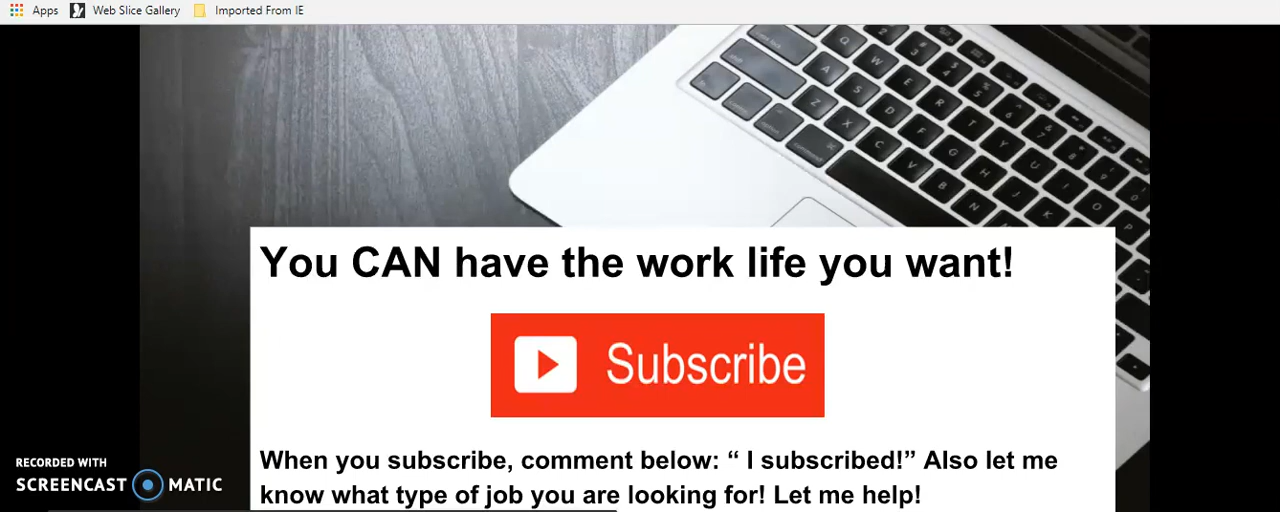 Apps Web Slice Gallery Imported From IE
You CAN have the work life you want!
Subscribe
When you subscribe, comment below: “ I subscribed!” Also let me
know what type of job you are looking for! Let me help!
RECORDED WITH
SCREENCAST MATIC